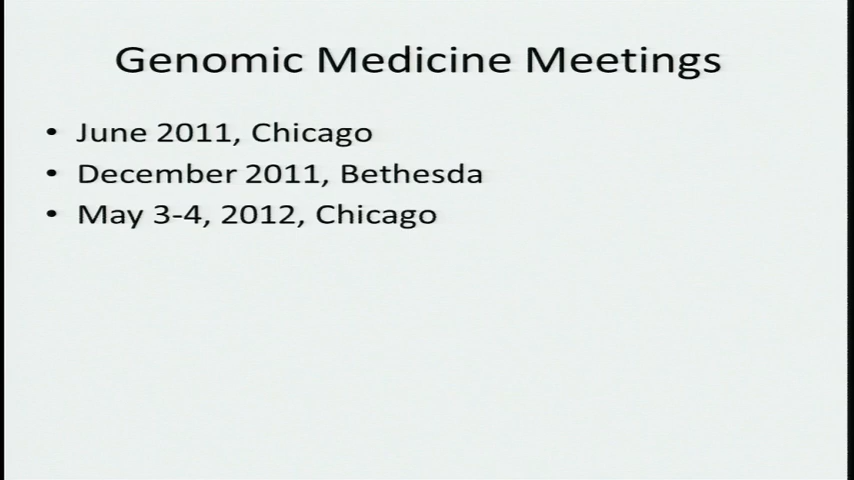 Genomic Medicine Meetings
• June 2011, Chicago
• December 2011, Bethesda
• May 3-4, 2012, Chicago